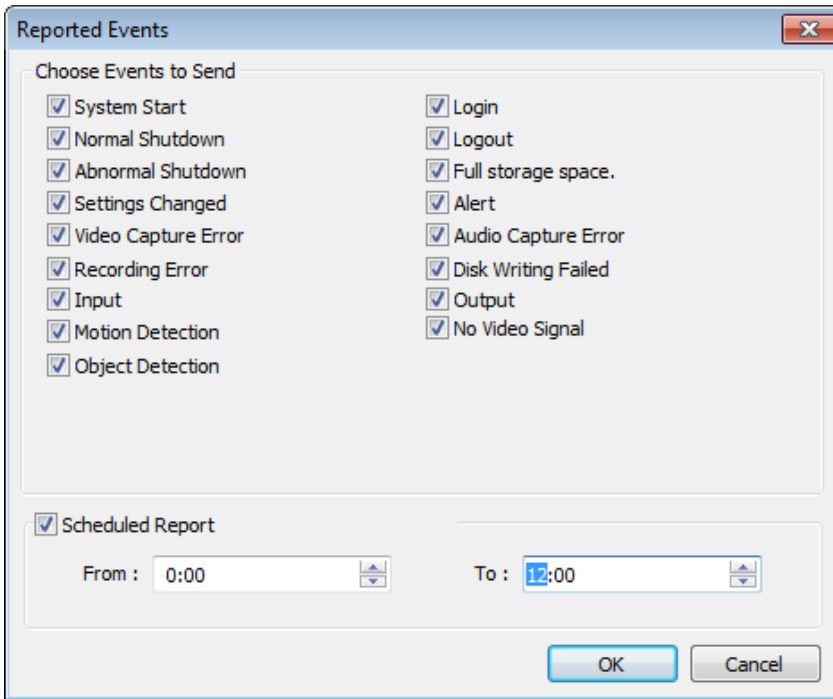 Reported Events
Choose Events to Send
System Start
Login
Normal Shutdown
Logout
Abnormal Shutdown
Full storage space.
Settings Changed
Alert
Video Capture Error
Audio Capture Error
Recording Error
Disk Writing Failed
Input
Output
Motion Detection
No Video Signal
Object Detection
Scheduled Report
From : 0:00 To : 12:00
OK Cancel